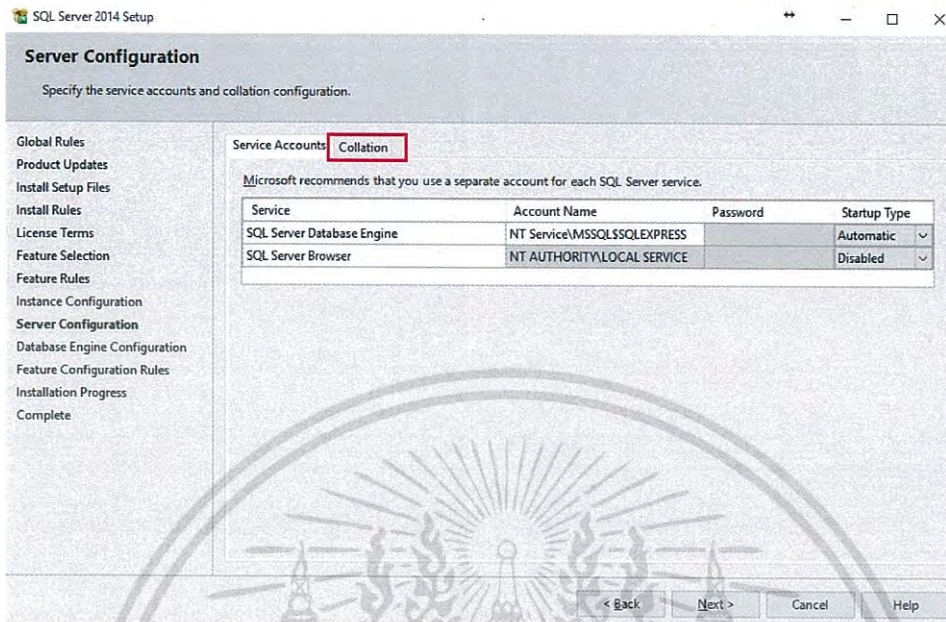 SQL Server 2014 Setup
Server Configuration
Specify the service accounts and collation configuration.
Global Rules
Product Updates
Install Setup Files
Install Rules
License Terms
Feature Selection
Feature Rules
Instance Configuration
Server Configuration
Database Engine Configuration
Feature Configuration Rules
Installation Progress
Complete
Service Accounts Collation
Microsoft recommends that you use a separate account for each SQL Server service.
Service Account Name Password Startup Type
SQL Server Database Engine NT Service\MSSQL$SQLEXPRESS Automatic
SQL Server Browser NT AUTHORITY\LOCAL SERVICE Disabled
< Back Next > Cancel Help